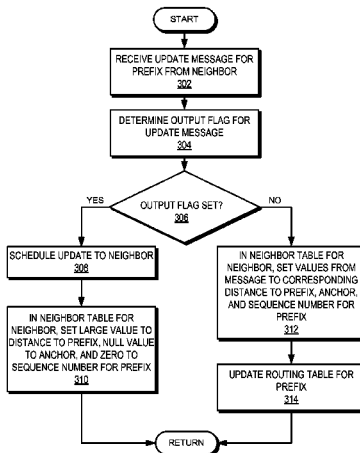 START
RECEIVE UPDATE MESSAGE FOR
PREFIX FROM NEIGHBOR
302
DETERMINE OUTPUT FLAG FOR
UPDATE MESSAGE
304
OUTPUT FLAG SET?
306
YES
NO
SCHEDULE UPDATE TO NEIGHBOR
308
IN NEIGHBOR TABLE FOR
NEIGHBOR, SET LARGE VALUE TO
DISTANCE TO PREFIX, NULL VALUE
TO ANCHOR, AND ZERO TO
SEQUENCE NUMBER FOR PREFIX
310
IN NEIGHBOR TABLE FOR
NEIGHBOR, SET VALUES FROM
MESSAGE TO CORRESPONDING
DISTANCE TO PREFIX, ANCHOR,
AND SEQUENCE NUMBER FOR
PREFIX
312
UPDATE ROUTING TABLE FOR
PREFIX
314
RETURN